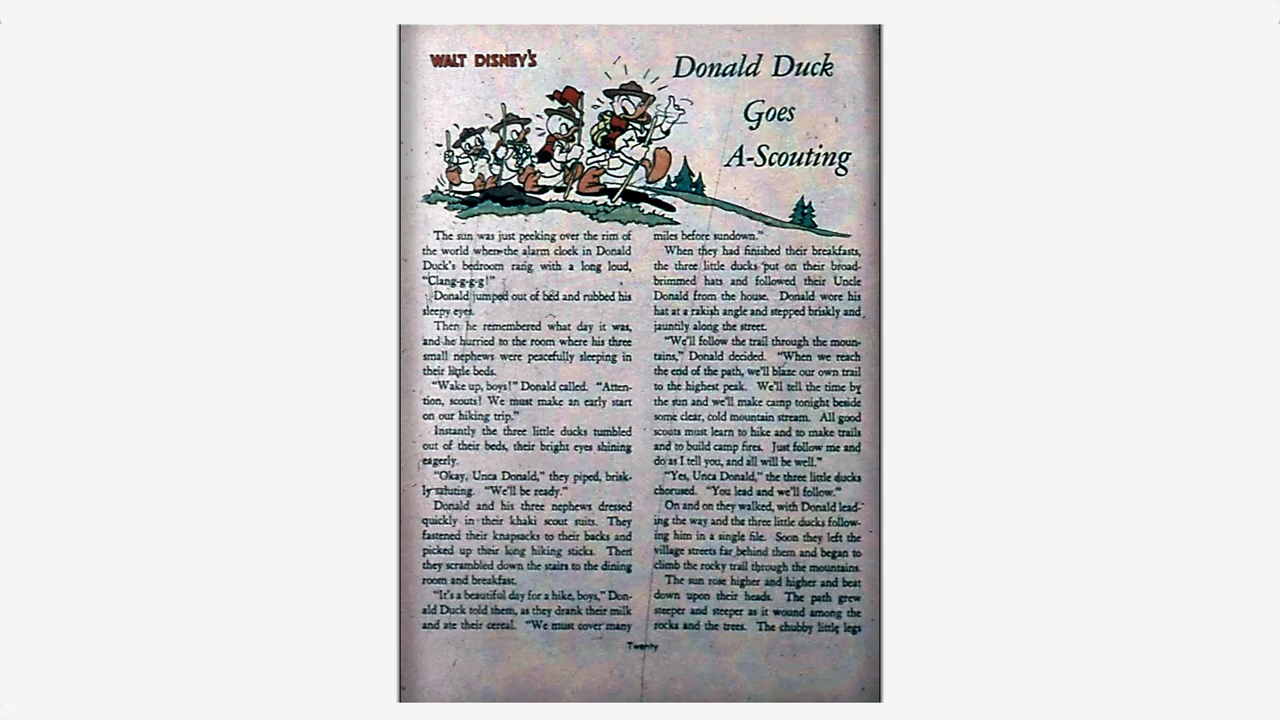 WALT DISNEY'S
Donald Duck
Goes
A-Scouting
The sun was just peeking over the rim of
the world when the alarm clock in Donald
Duck's bedroom rang with a long loud,
"Clang-g-g-g!"
Donald jumped out of bed and rubbed his
sleepy eyes.
Then he remembered what day it was,
and he hurried to the room where his three
small nephews were peacefully sleeping in
their little beds.
"Wake up, boys!" Donald called. "Atten-
tion, scouts! We must make an early start
on our hiking trip."
Instantly the three little ducks tumbled
out of their beds, their bright eyes shining
eagerly.
"Okay, Unca Donald," they piped, brisk-
ly saluting. "We'll be ready."
Donald and his three nephews dressed
quickly in their khaki scout suits. They
fastened their knapsacks to their backs and
picked up their long hiking sticks. Then
they scrambled down the stairs to the dining
room and breakfast.
"It's a beautiful day for a hike, boys," Don-
ald Duck told them, as they drank their milk
and ate their cereal. "We must cover many
miles before sundown."
When they had finished their breakfasts,
the three little ducks put on their broad-
brimmed hats and followed their Uncle
Donald from the house. Donald wore his
hat at a rakish angle and stepped briskly and
jauntily along the street.
"We'll follow the trail through the moun-
tains," Donald decided. "When we reach
the end of the path, we'll blaze our own trail
to the highest peak. We'll tell the time by
the sun and we'll make camp tonight beside
some clear, cold mountain stream. All good
scouts must learn to hike and to make trails
and to build camp fires. Just follow me and
do as I tell you, and all will be well."
"Yes, Unca Donald," the three little ducks
chorused. "You lead and we'll follow."
On and on they walked, with Donald lead-
ing the way and the three little ducks follow-
ing him in a single file. Soon they left the
village streets far behind them and began to
climb the rocky trail through the mountains.
The sun rose higher and higher and beat
down upon their heads. The path grew
steeper and steeper as it wound among the
rocks and the trees. The chubby little legs
Twenty